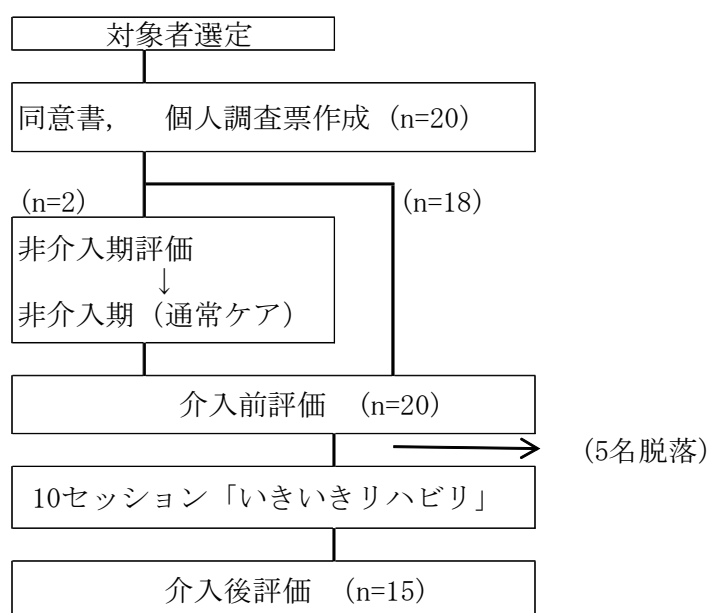 対象者選定
同意書,　個人調査票作成 (n=20)
(n=2)
(n=18)
非介入期評価
↓
非介入期（通常ケア）
介入前評価　(n=20)
(5名脱落)
10セッション「いきいきリハビリ」
介入後評価　(n=15)